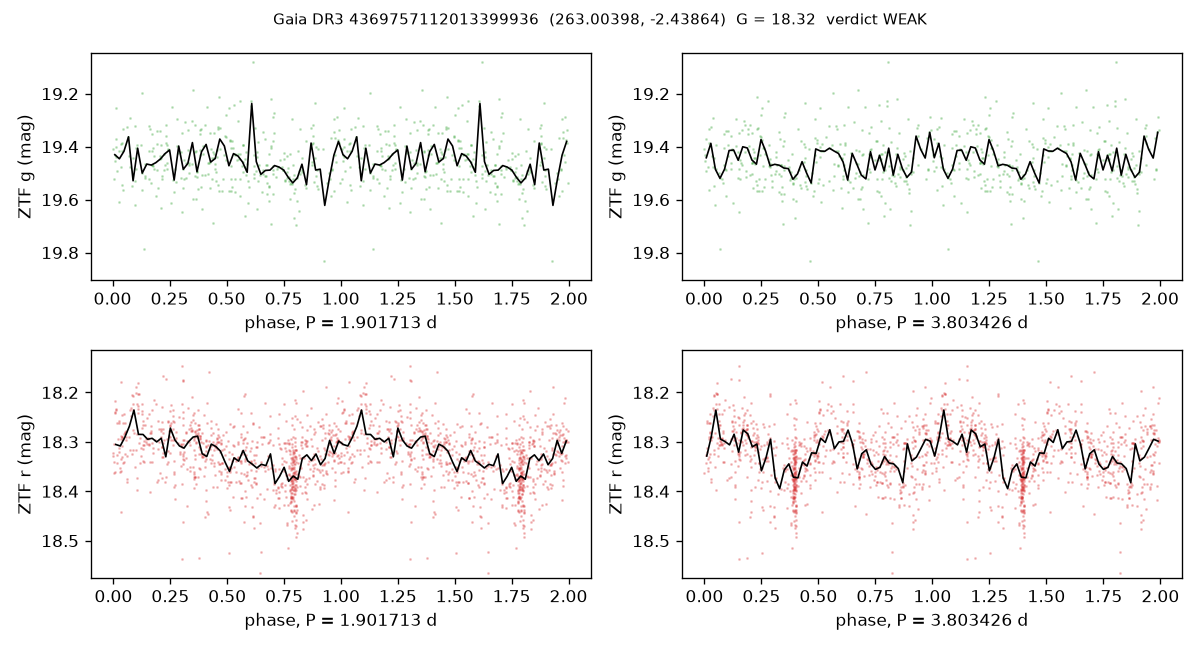 Gaia DR3 4369757112013399936 (263.00398, -2.43864) G = 18.32 verdict WEAK
ZTF g (mag)
19.2
19.4
19.6
19.8
0.00 0.25 0.50 0.75 1.00 1.25 1.50 1.75 2.00
phase, P = 1.901713 d
0.00 0.25 0.50 0.75 1.00 1.25 1.50 1.75 2.00
phase, P = 3.803426 d
ZTF g (mag)
19.2
19.4
19.6
19.8
ZTF r (mag)
18.2
18.3
18.4
18.5
0.00 0.25 0.50 0.75 1.00 1.25 1.50 1.75 2.00
phase, P = 1.901713 d
ZTF r (mag)
18.2
18.3
18.4
18.5
0.00 0.25 0.50 0.75 1.00 1.25 1.50 1.75 2.00
phase, P = 3.803426 d